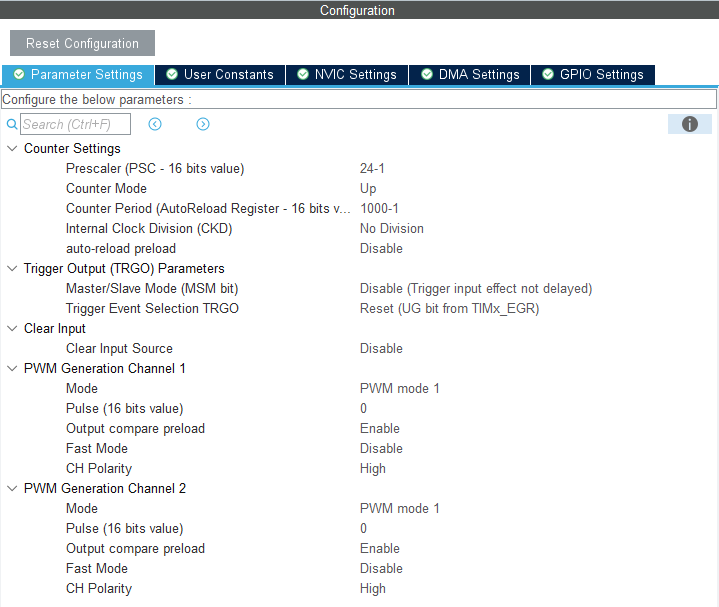 Configuration
Reset Configuration
Parameter Settings User Constants NVIC Settings DMA Settings GPIO Settings
Configure the below parameters :
Search (Ctrl+F)
Counter Settings
Prescaler (PSC - 16 bits value) 24-1
Counter Mode Up
Counter Period (AutoReload Register - 16 bits v... 1000-1
Internal Clock Division (CKD) No Division
auto-reload preload Disable
Trigger Output (TRGO) Parameters
Master/Slave Mode (MSM bit) Disable (Trigger input effect not delayed)
Trigger Event Selection TRGO Reset (UG bit from TIMx_EGR)
Clear Input
Clear Input Source Disable
PWM Generation Channel 1
Mode PWM mode 1
Pulse (16 bits value) 0
Output compare preload Enable
Fast Mode Disable
CH Polarity High
PWM Generation Channel 2
Mode PWM mode 1
Pulse (16 bits value) 0
Output compare preload Enable
Fast Mode Disable
CH Polarity High